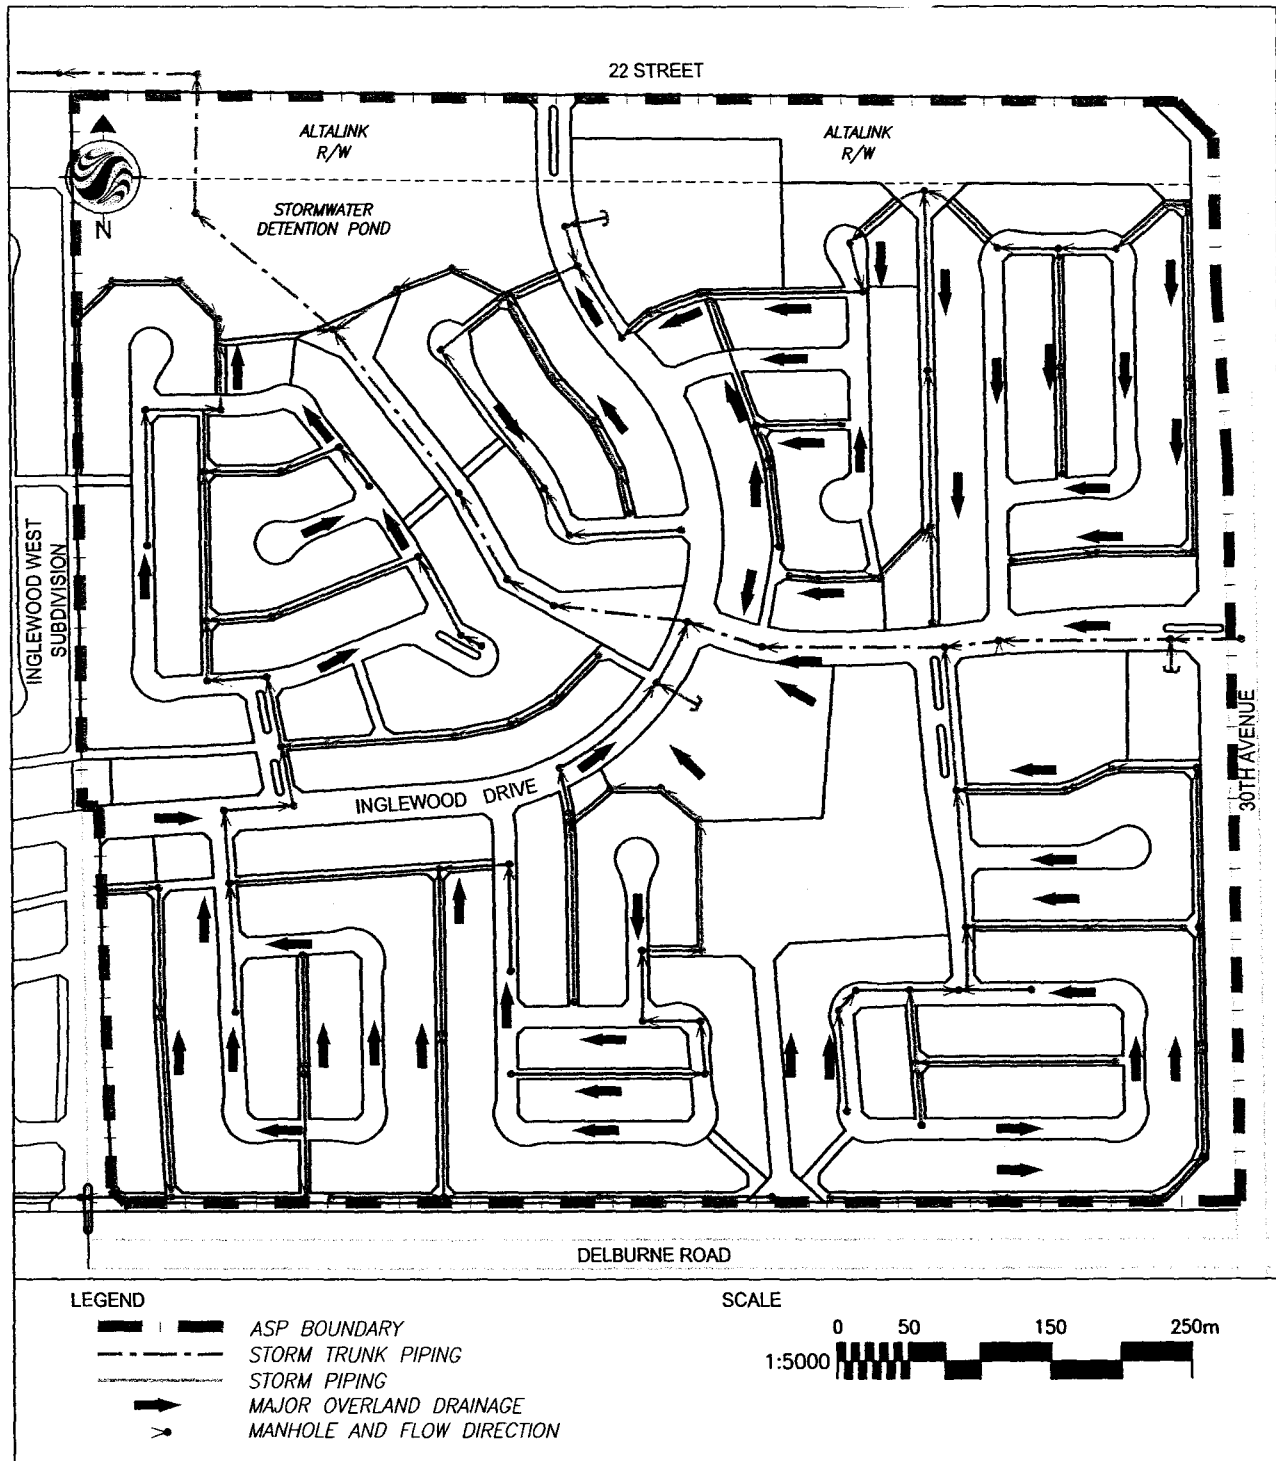 22 STREET
ALTALINK
R/W
ALTALINK
R/W
STORMWATER
DETENTION POND
N
INGLEWOOD WEST
SUBDIVISION
30TH AVENUE
INGLEWOOD DRIVE
DELBURNE ROAD
LEGEND
ASP BOUNDARY
STORM TRUNK PIPING
STORM PIPING
MAJOR OVERLAND DRAINAGE
MANHOLE AND FLOW DIRECTION
SCALE
0 50 150 250m
1:5000